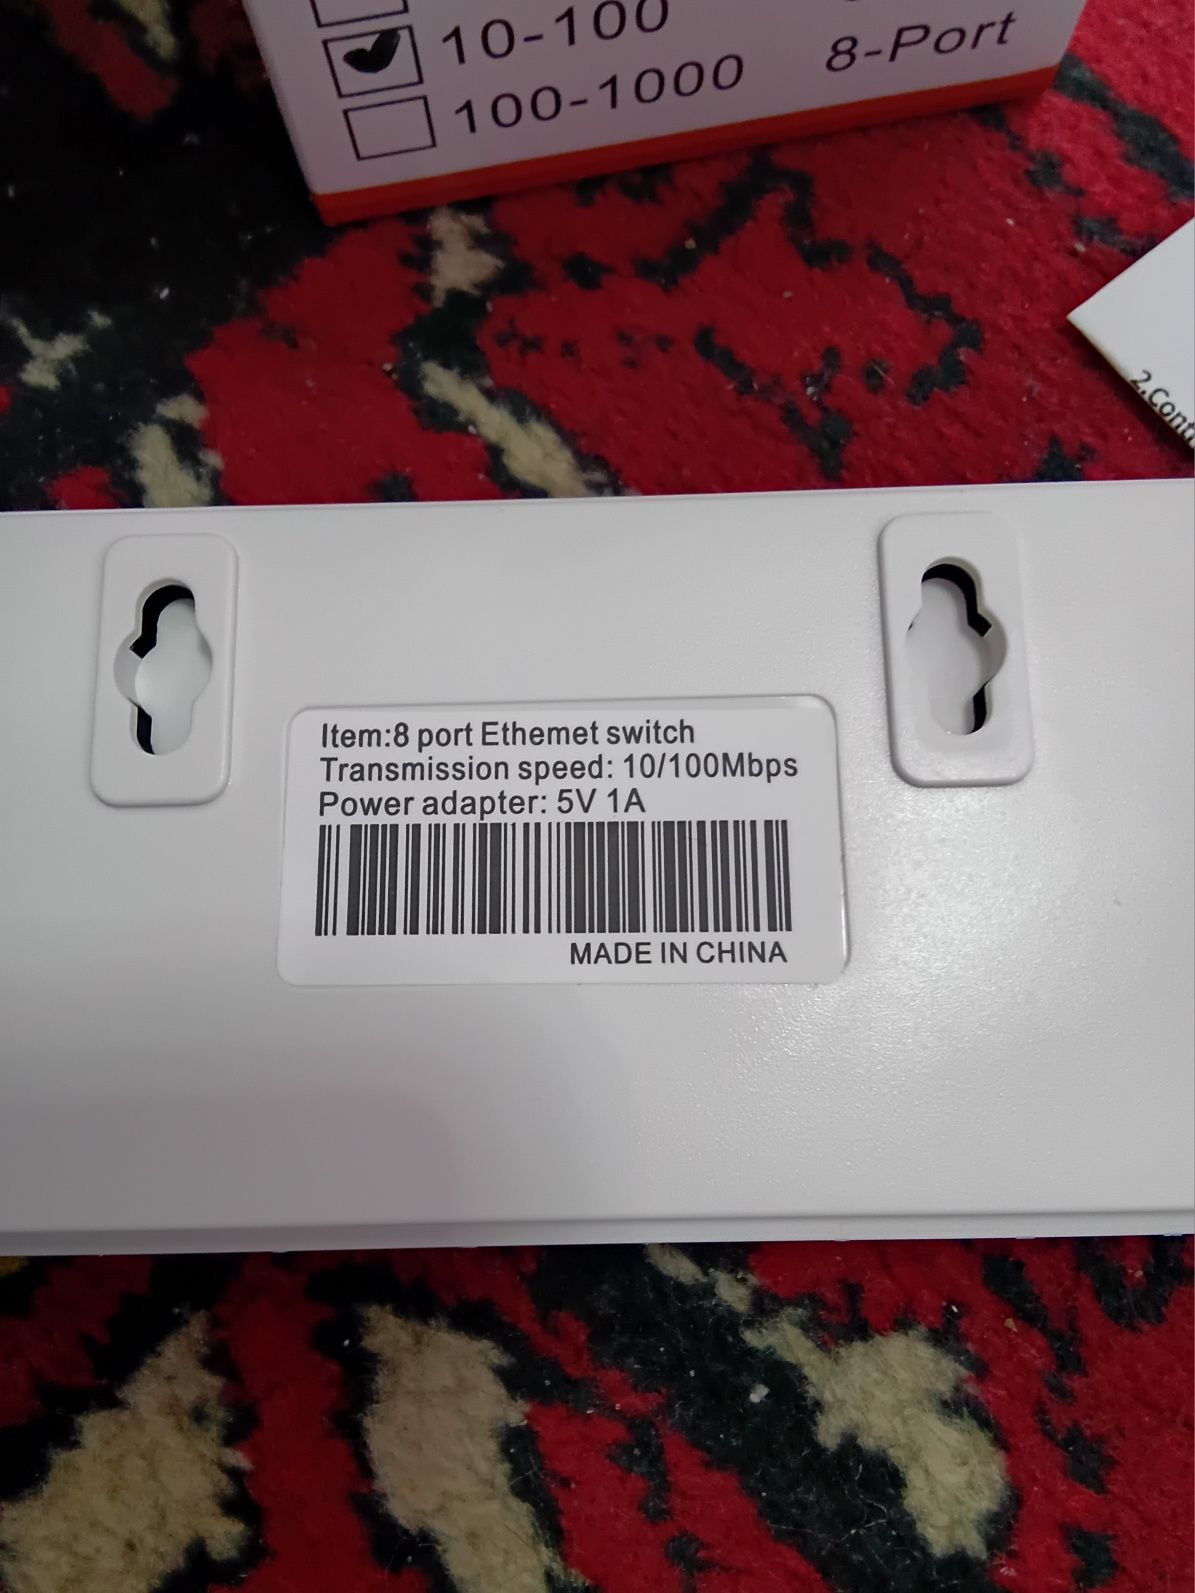 10-100
8-Port
100-1000
2.Cont
Item:8 port Ethemet switch
Transmission speed: 10/100Mbps
Power adapter: 5V 1A
MADE IN CHINA